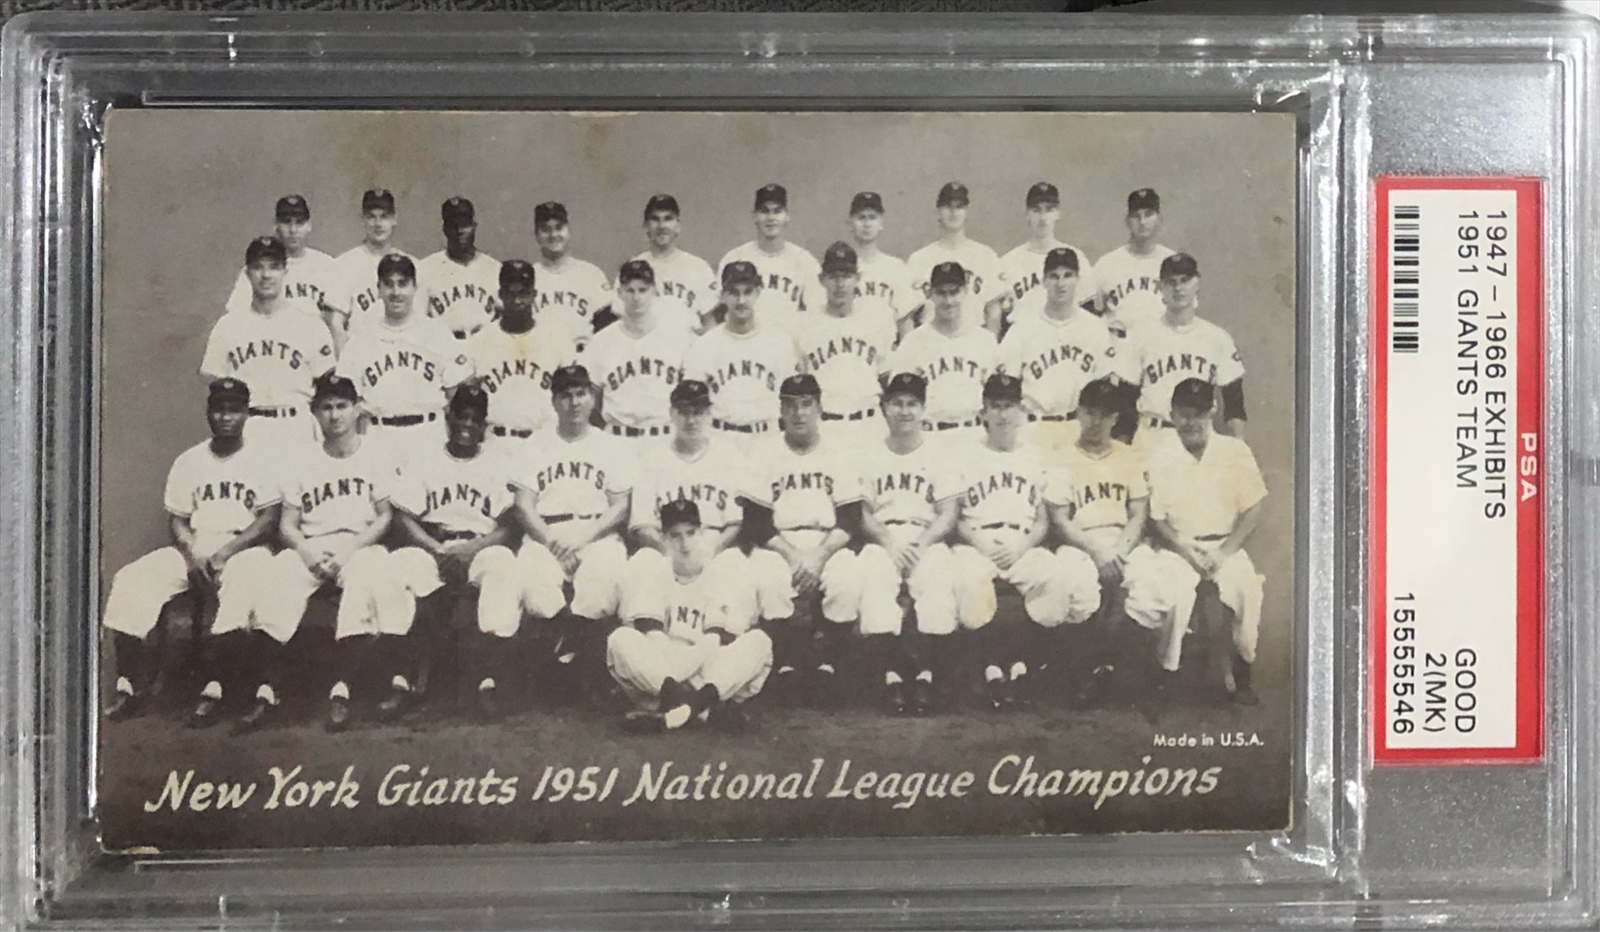 GIANTS
New York Giants 1951 National League Champions
Made in U.S.A.
PSA
1947 - 1966 EXHIBITS
1951 GIANTS TEAM
GOOD
2(MK)
15555546